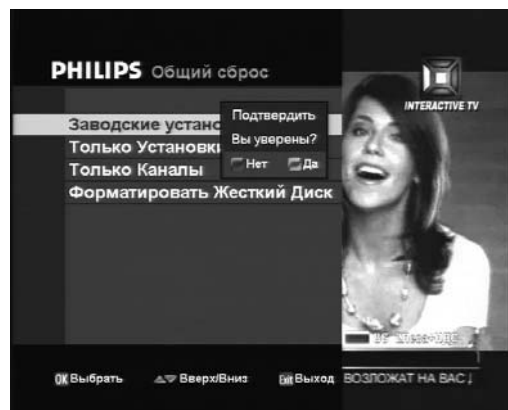 PHILIPS Общий сброс
INTERACTIVE TV
Заводские устано
Подтвердить
Вы уверены?
Нет Да
Только Установки
Только Каналы
Форматировать Жесткий Диск
OK Выбрать Вверх/Вниз Exit Выход
ВОЗЛОЖАТ НА ВАС